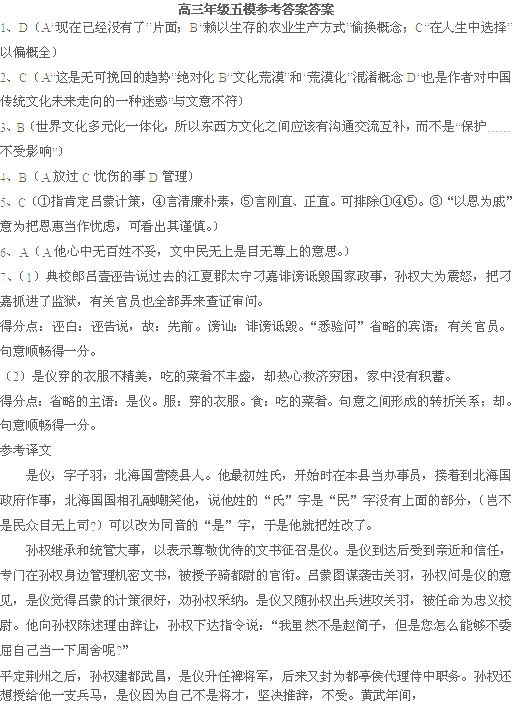 高三年级五模参考答案答案
1、D（A“现在已经没有了”片面；B“赖以生存的农业生产方式”偷换概念；C“在人生中选择”
以偏概全）
2、C（A“这是无可挽回的趋势”绝对化 B“文化荒漠”和“荒漠化”混淆概念 D“也是作者对中国
传统文化未来走向的一种迷惑”与文意不符）
3、B（世界文化多元化一体化，所以东西方文化之间应该有沟通交流互补，而不是“保护……
不受影响”）
4、B（A 放过 C 忧伤的事 D 管理）
5、C（①指肯定吕蒙计策，④言清廉朴素，⑤言刚直、正直。可排除①④⑤。③“以恩为戚”
意为把恩惠当作忧虑，可看出其谨慎。）
6、A（A 他心中无百姓不妥，文中民无上是目无尊上的意思。）
7、（1）典校郎吕壹诬告说过去的江夏郡太守刁嘉诽谤诋毁国家政事，孙权大为震怒，把刁
嘉抓进了监狱，有关官员也全部弄来查证审问。
得分点：诬白：诬告说，故：先前。谤讪：诽谤诋毁。“悉验问”省略的宾语；有关官员。
句意顺畅得一分。
（2）是仪穿的衣服不精美，吃的菜肴不丰盛，却热心救济穷困，家中没有积蓄。
得分点：省略的主语：是仪。服：穿的衣服。食：吃的菜肴。句意之间形成的转折关系；却。
句意顺畅得一分。
参考译文
是仪，字子羽，北海国营陵县人。他最初姓氏，开始时在本县当办事员，接着到北海国
政府作事，北海国国相孔融嘲笑他，说他姓的“氏”字是“民”字没有上面的部分，（岂不
是民众目无上司?）可以改为同音的“是”字，于是他就把姓改了。
孙权继承和统管大事，以表示尊敬优待的文书征召是仪。是仪到达后受到亲近和信任，
专门在孙权身边管理机密文书，被授予骑都尉的官衔。吕蒙图谋袭击关羽，孙权问是仪的意
见，是仪觉得吕蒙的计策很好，劝孙权采纳。是仪又随孙权出兵进攻关羽，被任命为忠义校
尉。他向孙权陈述理由辞让，孙权下达指令说：“我虽然不是赵简子，但是您怎么能够不委
屈自己当一下周舍呢?”
平定荆州之后，孙权建都武昌，是仪升任裨将军，后来又封为都亭侯代理侍中职务。孙权还
想授给他一支兵马，是仪因为自己不是将才，坚决推辞，不受。黄武年间，